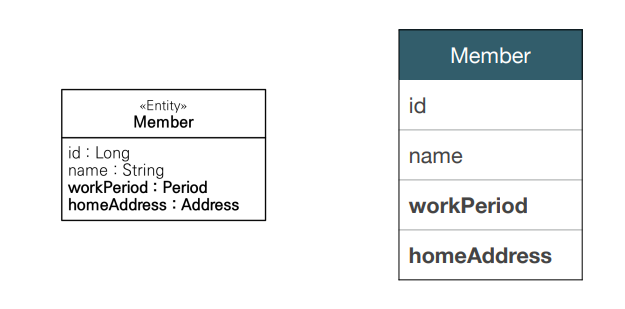 «Entity»
Member
id : Long
name : String
workPeriod : Period
homeAddress : Address
Member
id
name
workPeriod
homeAddress